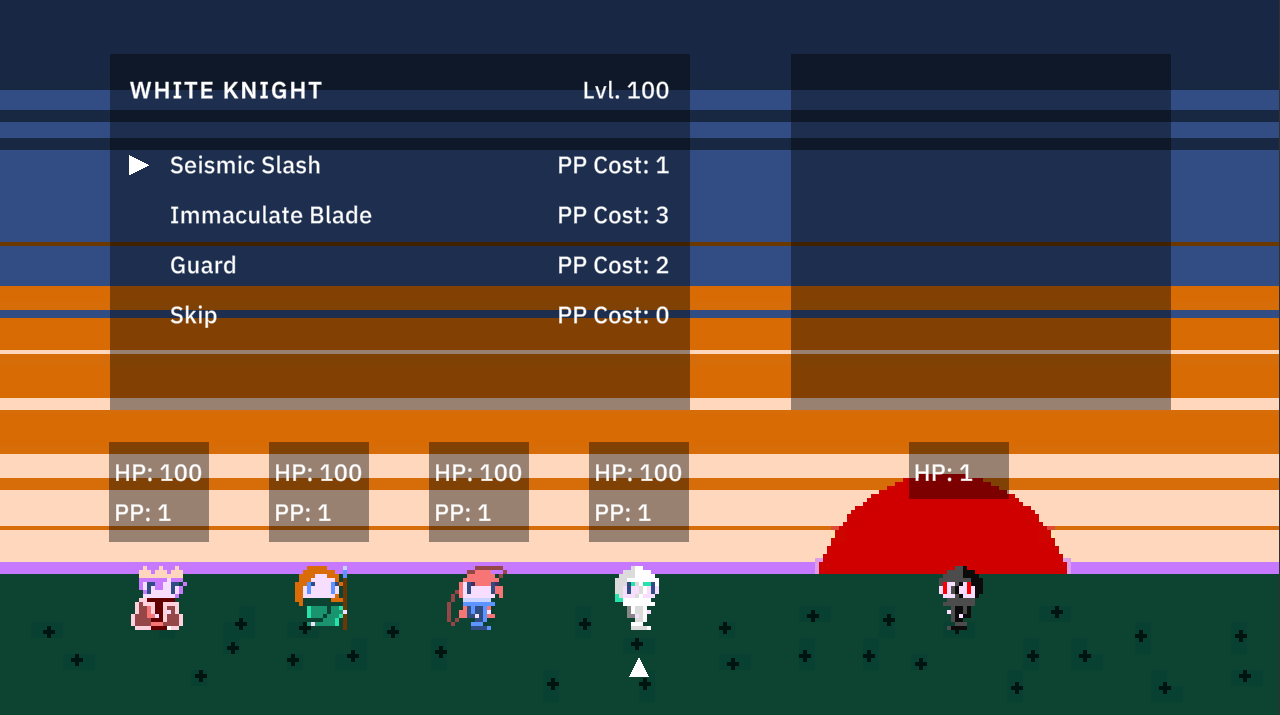 WHITE KNIGHT Lvl. 100
Seismic Slash PP Cost: 1
Immaculate Blade PP Cost: 3
Guard PP Cost: 2
Skip PP Cost: 0
HP: 100 HP: 100 HP: 100 HP: 100 HP: 1
PP: 1 PP: 1 PP: 1 PP: 1